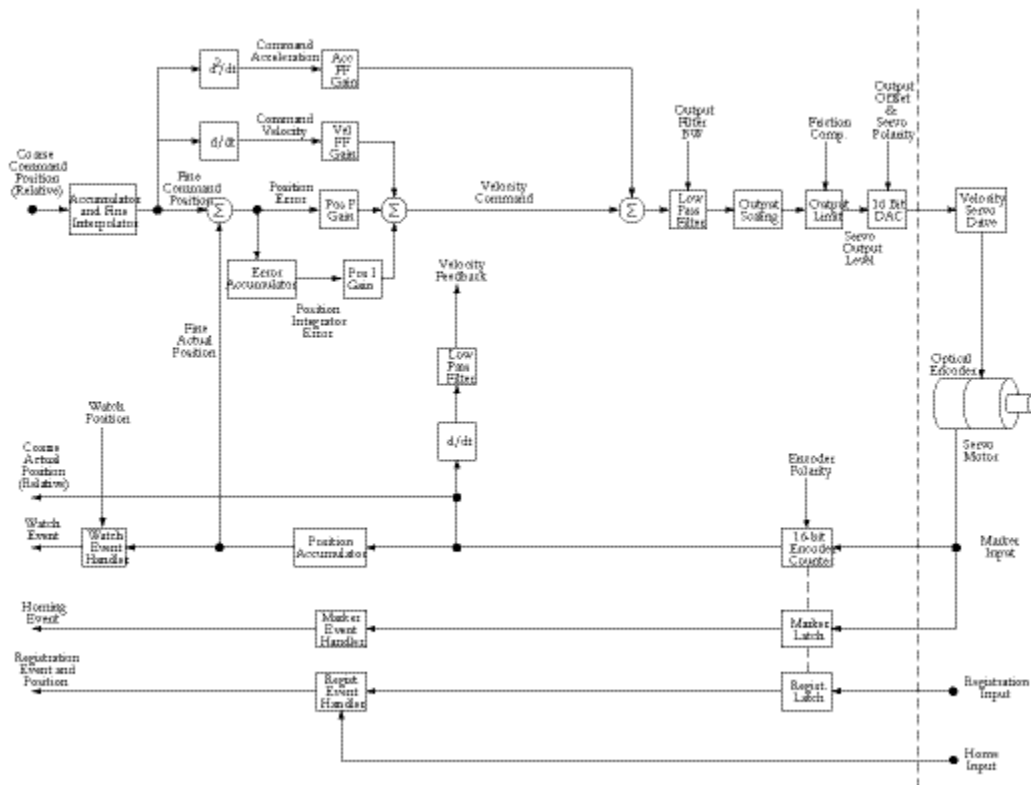 Command
Acceleration
d²/dt
Acc
FF
Gain
Command
Velocity
d/dt
Vel
FF
Gain
Output
Filter
BW
Friction
Comp.
Output
Offset
&
Servo
Polarity
Coarse
Command
Position
(Relative)
Accumulator
and Fine
Interpolator
Fine
Command
Position
Σ
Position
Error
Pos P
Gain
Σ
Velocity
Command
Σ
Low
Pass
Filter
Output
Scaling
Output
Limit
16 Bit
DAC
Velocity
Servo
Drive
Servo
Output
Level
Error
Accumulator
Pos I
Gain
Position
Integrator
Error
Velocity
Feedback
Fine
Actual
Position
Low
Pass
Filter
Optical
Encoder
Servo
Motor
Watch
Position
d/dt
Coarse
Actual
Position
(Relative)
Encoder
Polarity
Watch
Event
Watch
Event
Handler
Position
Accumulator
16-bit
Encoder
Counter
Marker
Input
Homing
Event
Marker
Event
Handler
Marker
Latch
Registration
Event and
Position
Regist
Event
Handler
Regist.
Latch
Registration
Input
Home
Input